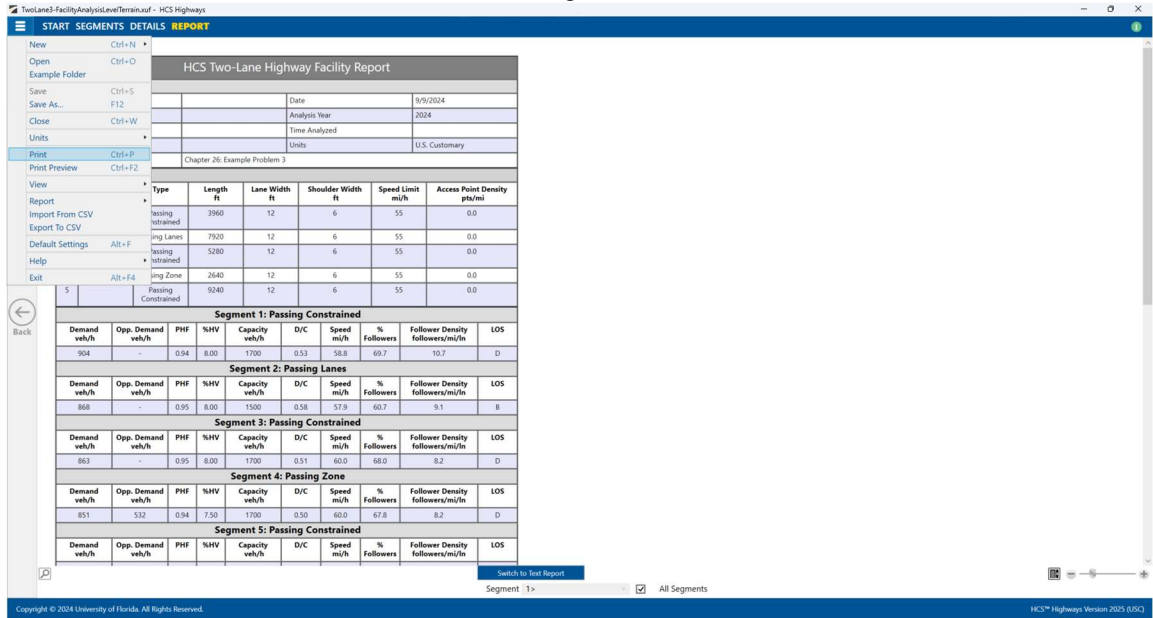 TwoLane3-FacilityAnalysisLevelTerrain.xuf - HCS Highways
START SEGMENTS DETAILS REPORT
New Ctrl+N
Open Ctrl+O
Example Folder
Save Ctrl+S
Save As... F12
Close Ctrl+W
Units
Print Ctrl+P
Print Preview Ctrl+F2
View
Report
Import From CSV
Export To CSV
Default Settings Alt+F
Help
Exit Alt+F4
Back
HCS Two-Lane Highway Facility Report
Date 9/9/2024
Analysis Year 2024
Time Analyzed
Units U.S. Customary
Chapter 26: Example Problem 3
Type Length Lane Width Shoulder Width Speed Limit Access Point Density
ft ft ft mi/h pts/mi
Passing 3960 12 6 55 0.0
nstrained
ing Lanes 7920 12 6 55 0.0
Passing 5280 12 6 55 0.0
nstrained
sing Zone 2640 12 6 55 0.0
5 Passing 9240 12 6 55 0.0
Constrained
Segment 1: Passing Constrained
Demand Opp. Demand PHF %HV Capacity D/C Speed % Follower Density LOS
veh/h veh/h veh/h mi/h Followers followers/mi/ln
904 - 0.94 8.00 1700 0.53 58.8 69.7 10.7 D
Segment 2: Passing Lanes
Demand Opp. Demand PHF %HV Capacity D/C Speed % Follower Density LOS
veh/h veh/h veh/h mi/h Followers followers/mi/ln
868 - 0.95 8.00 1500 0.58 57.9 60.7 9.1 B
Segment 3: Passing Constrained
Demand Opp. Demand PHF %HV Capacity D/C Speed % Follower Density LOS
veh/h veh/h veh/h mi/h Followers followers/mi/ln
863 - 0.95 8.00 1700 0.51 60.0 68.0 8.2 D
Segment 4: Passing Zone
Demand Opp. Demand PHF %HV Capacity D/C Speed % Follower Density LOS
veh/h veh/h veh/h mi/h Followers followers/mi/ln
851 532 0.94 7.50 1700 0.50 60.0 67.8 8.2 D
Segment 5: Passing Constrained
Demand Opp. Demand PHF %HV Capacity D/C Speed % Follower Density LOS
veh/h veh/h veh/h mi/h Followers followers/mi/ln
Switch to Text Report
Segment 1> All Segments
Copyright © 2024 University of Florida. All Rights Reserved. HCS™ Highways Version 2025 (USC)